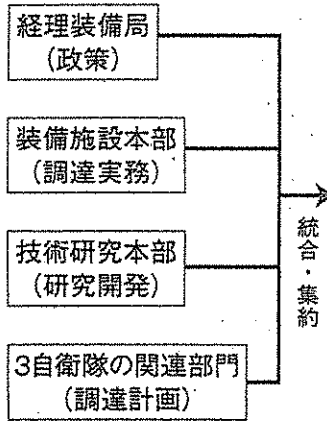 経理装備局
(政策)
装備施設本部
(調達実務)
技術研究本部
(研究開発)
3自衛隊の関連部門
(調達計画)
統合・集約